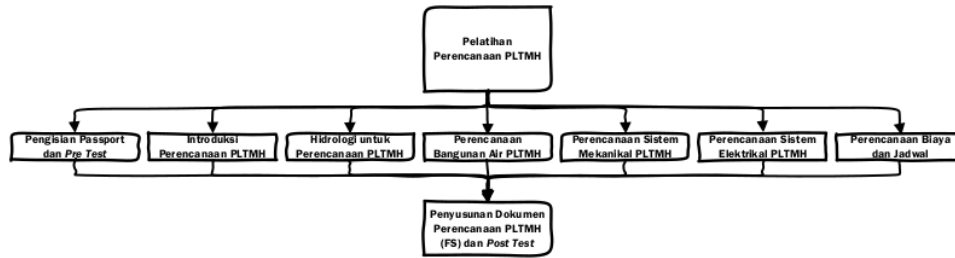 Pelatihan
Perencanaan PLTMH
Pengisian Passport
dan Pre Test
Introduksi
Perencanaan PLTMH
Hidrologi untuk
Perencanaan PLTMH
Perencanaan
Bangunan Air PLTMH
Perencanaan Sistem
Mekanikal PLTMH
Perencanaan Sistem
Elektrikal PLTMH
Perencanaan Biaya
dan Jadwal
Penyusunan Dokumen
Perencanaan PLTMH
(FS) dan Post Test